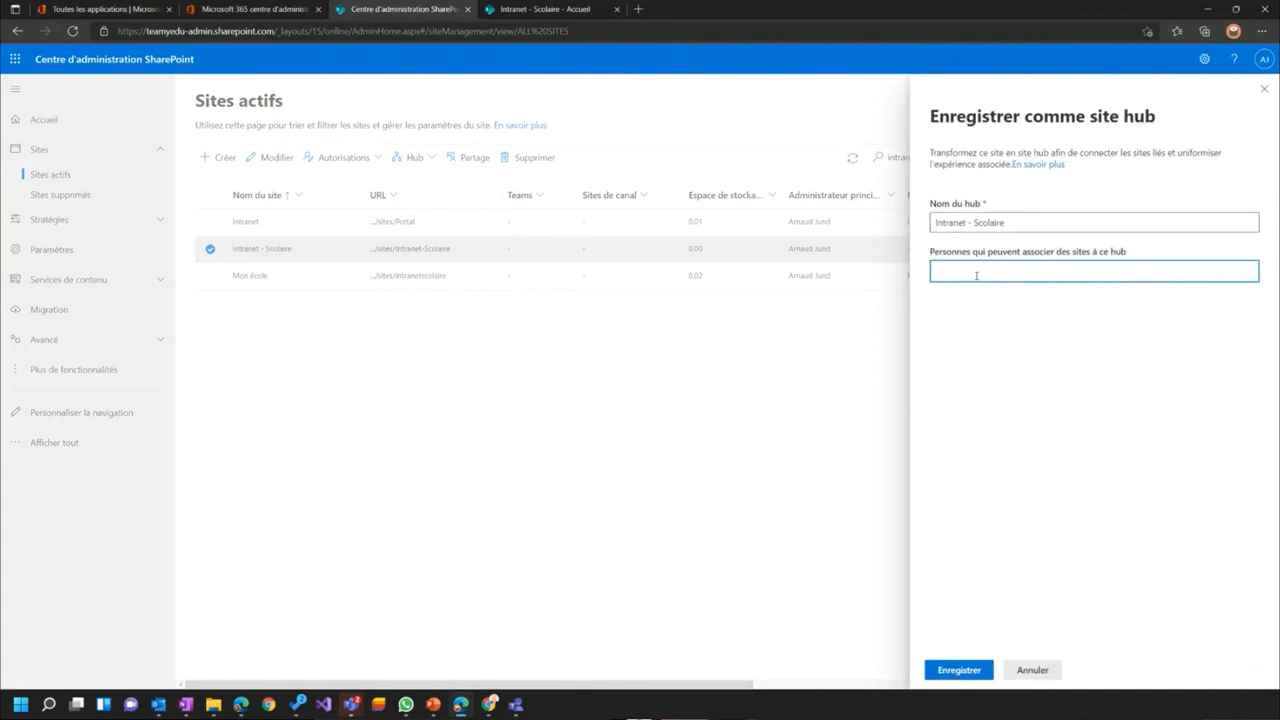 Toutes les applications | Microso
Microsoft 365 centre d'administ
Centre d'administration SharePo
Intranet - Scolaire - Accueil
https://teamyedu-admin.sharepoint.com/_layouts/15/online/AdminHome.aspx#/siteManagement/view/ALL%20SITES
Centre d'administration SharePoint
AJ
Accueil
Sites
Sites actifs
Sites supprimés
Stratégies
Paramètres
Services de contenu
Migration
Avancé
Plus de fonctionnalités
Personnaliser la navigation
Afficher tout
Sites actifs
Utilisez cette page pour trier et filtrer les sites et gérer les paramètres du site. En savoir plus
Créer Modifier Autorisations Hub Partage Supprimer intran
Nom du site URL Teams Sites de canal Espace de stocka... Administrateur princi...
Intranet .../sites/Portal - - 0.01 Arnaud Jund
Intranet - Scolaire .../sites/Intranet-Scolaire - - 0.00 Arnaud Jund
Mon école .../sites/intranetscolaire - - 0.02 Arnaud Jund
Enregistrer comme site hub
Transformez ce site en site hub afin de connecter les sites liés et uniformiser
l'expérience associée.En savoir plus
Nom du hub *
Intranet - Scolaire
Personnes qui peuvent associer des sites à ce hub
Enregistrer Annuler